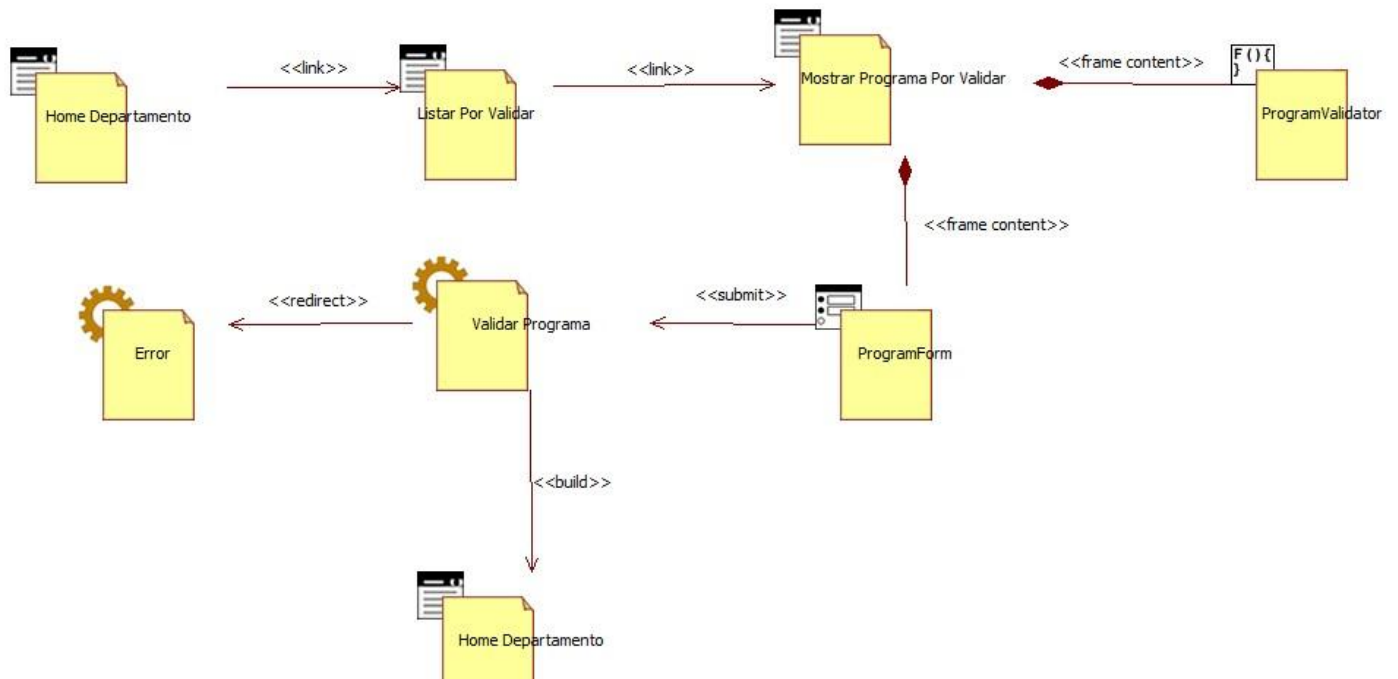 <<link>>
<<link>>
<<frame content>>
F(){
}
Home Departamento
Listar Por Validar
Mostrar Programa Por Validar
ProgramValidator
<<frame content>>
<<redirect>>
<<submit>>
Error
Validar Programa
ProgramForm
<<build>>
Home Departamento